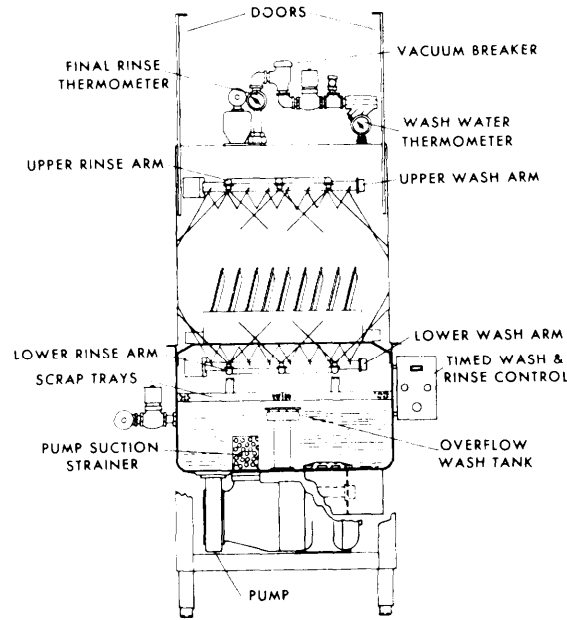 DOORS
FINAL RINSE
THERMOMETER
VACUUM BREAKER
WASH WATER
THERMOMETER
UPPER RINSE ARM
UPPER WASH ARM
LOWER RINSE ARM
SCRAP TRAYS
LOWER WASH ARM
TIMED WASH &
RINSE CONTROL
PUMP SUCTION
STRAINER
OVERFLOW
WASH TANK
PUMP